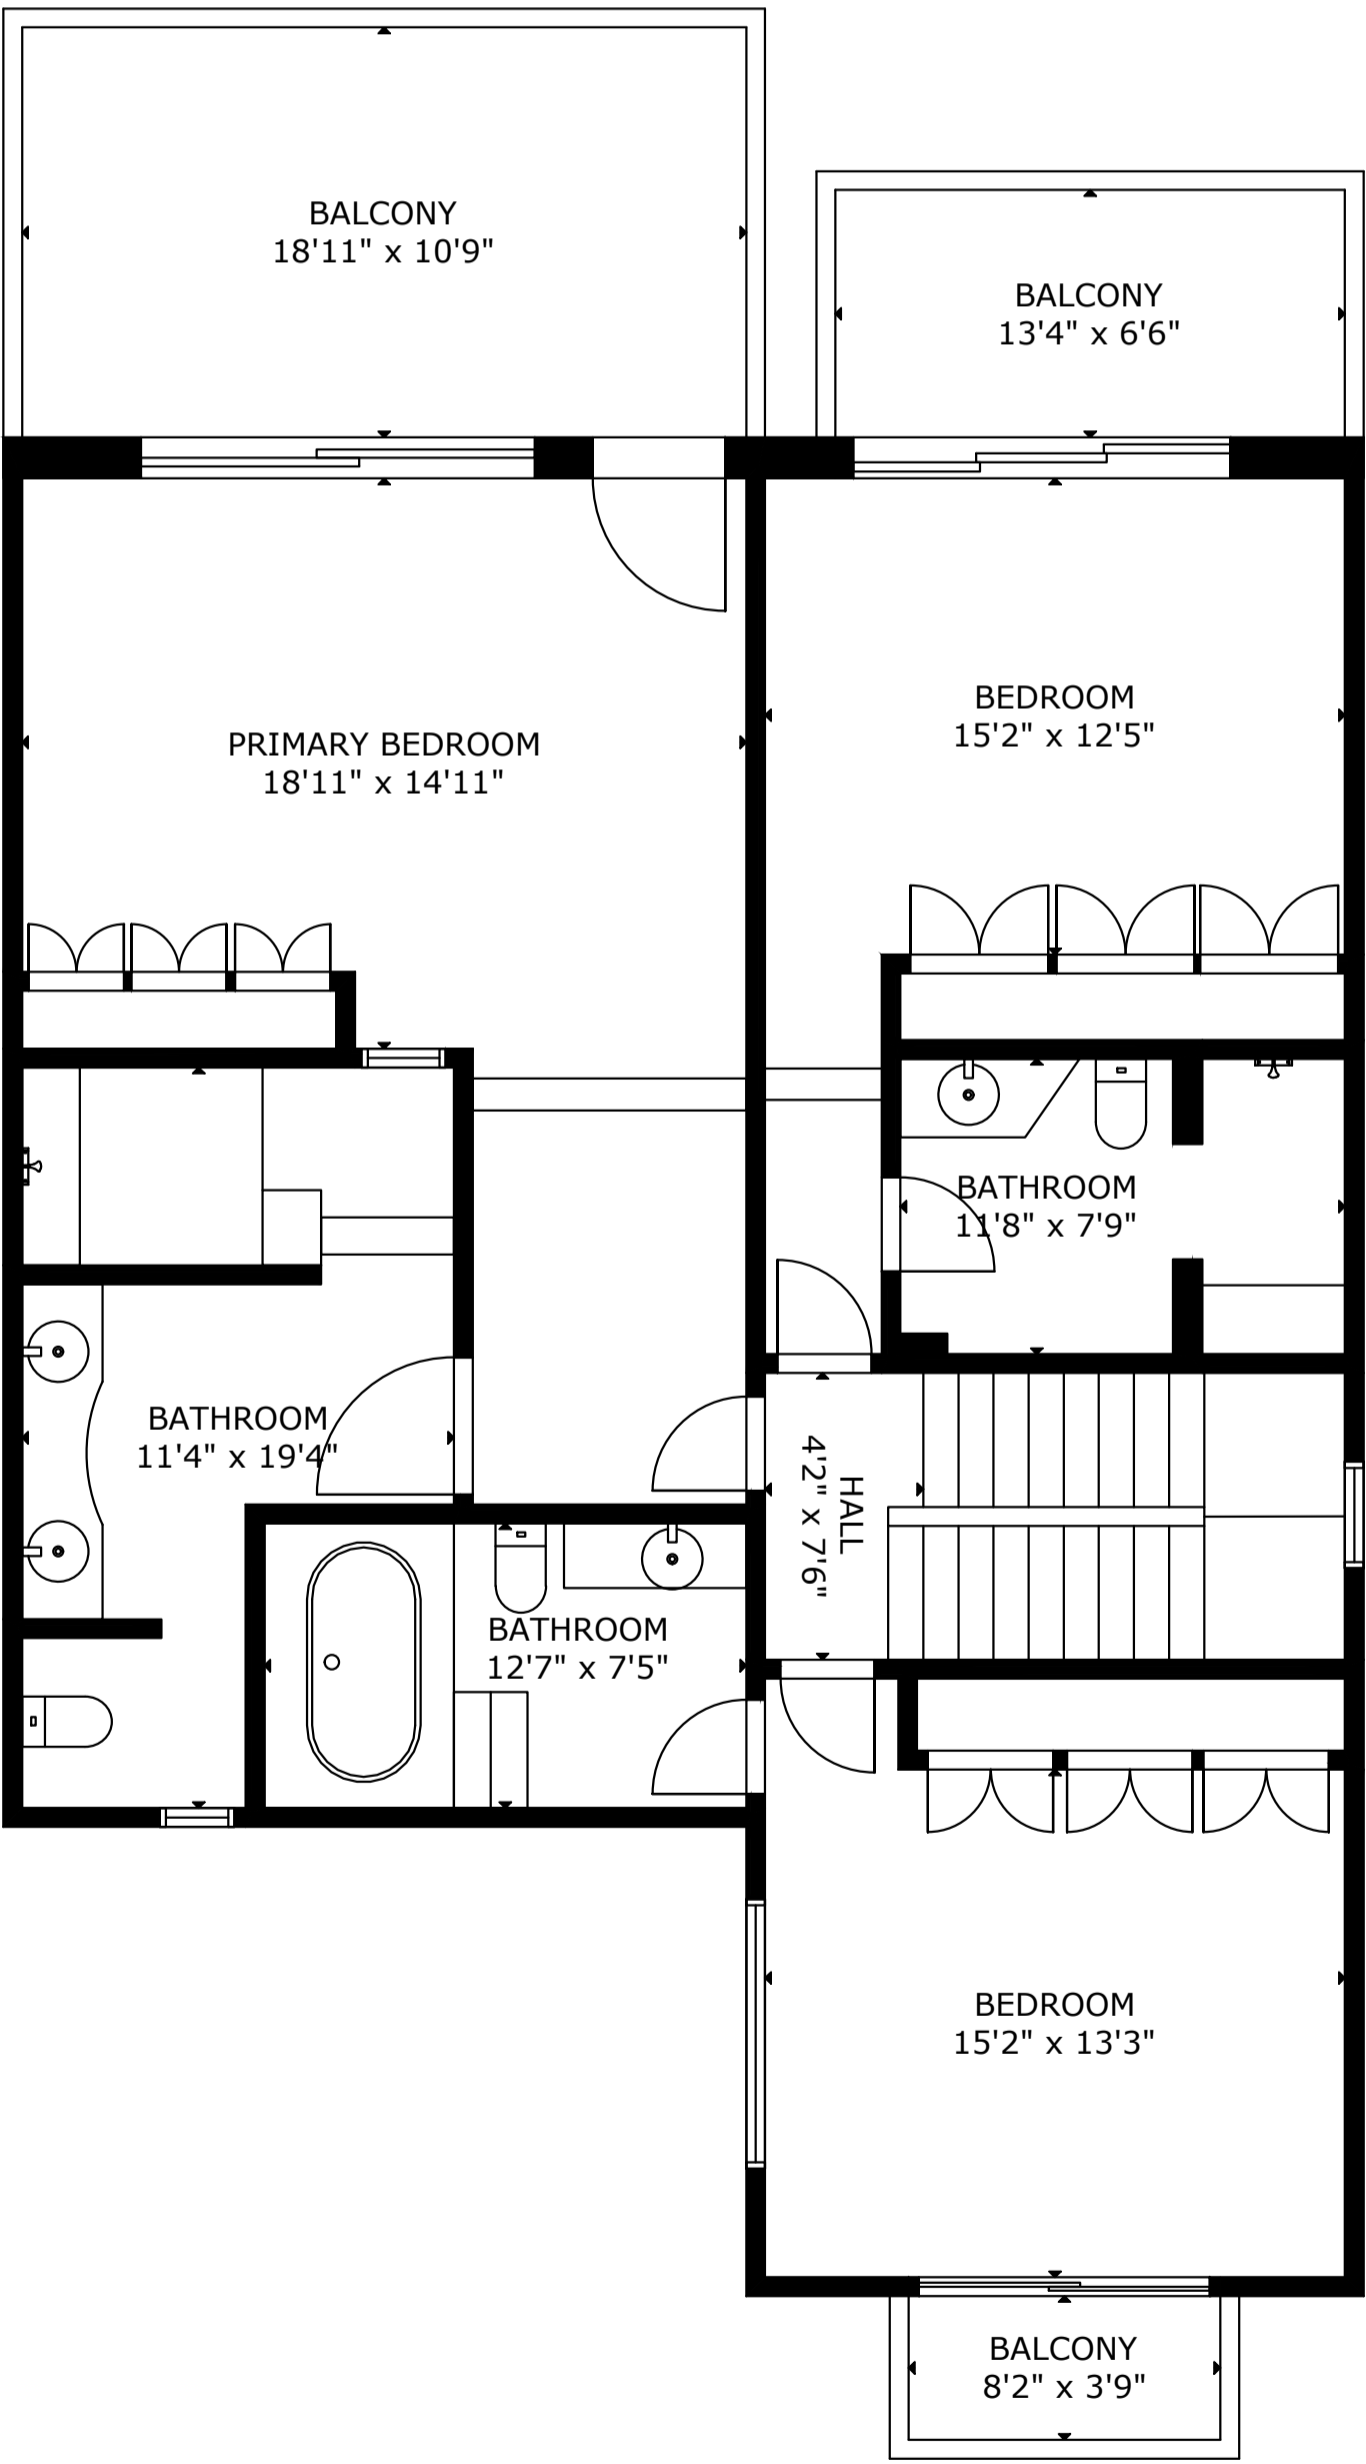 BALCONY
18'11" x 10'9"
BALCONY
13'4" x 6'6"
PRIMARY BEDROOM
18'11" x 14'11"
BEDROOM
15'2" x 12'5"
BATHROOM
11'8" x 7'9"
BATHROOM
11'4" x 19'4"
HALL
4'2" x 7'6"
BATHROOM
12'7" x 7'5"
BEDROOM
15'2" x 13'3"
BALCONY
8'2" x 3'9"